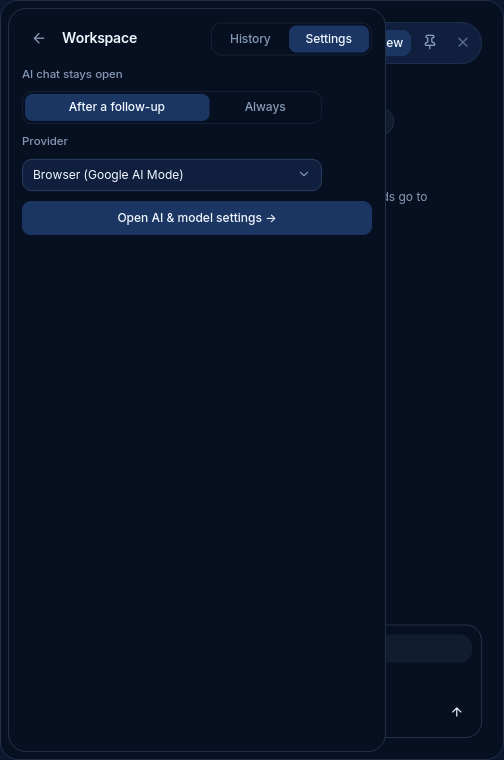 Workspace
History
Settings
ew
AI chat stays open
After a follow-up
Always
Provider
Browser (Google AI Mode)
ds go to
Open AI & model settings →